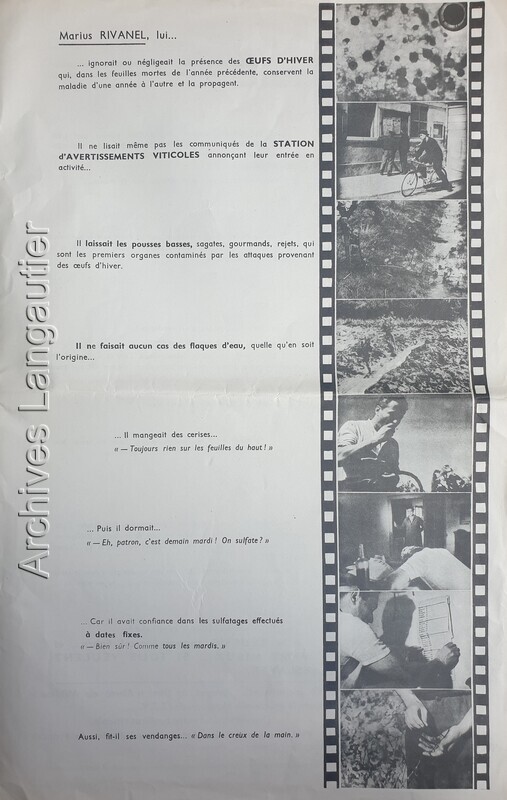 Marius RIVANEL, lui...
... ignorait ou négligeait la présence des ŒUFS D'HIVER
qui, dans les feuilles mortes de l'année précédente, conservent la
maladie d'une année à l'autre et la propagent.
Il ne lisait même pas les communiqués de la STATION
d'AVERTISSEMENTS VITICOLES annonçant leur entrée en
activité...
Il laissait les pousses basses, sagates, gourmands, rejets, qui
sont les premiers organes contaminés par les attaques provenant
des œufs d'hiver.
Il ne faisait aucun cas des flaques d'eau, quelle qu'en soit
l'origine...
... Il mangeait des cerises...
« — Toujours rien sur les feuilles du haut ! »
... Puis il dormait...
« — Eh, patron, c'est demain mardi ! On sulfate ? »
... Car il avait confiance dans les sulfatages effectués
à dates fixes.
« — Bien sûr ! Comme tous les mardis. »
Aussi, fit-il ses vendanges... « Dans le creux de la main. »
Archives Langautier